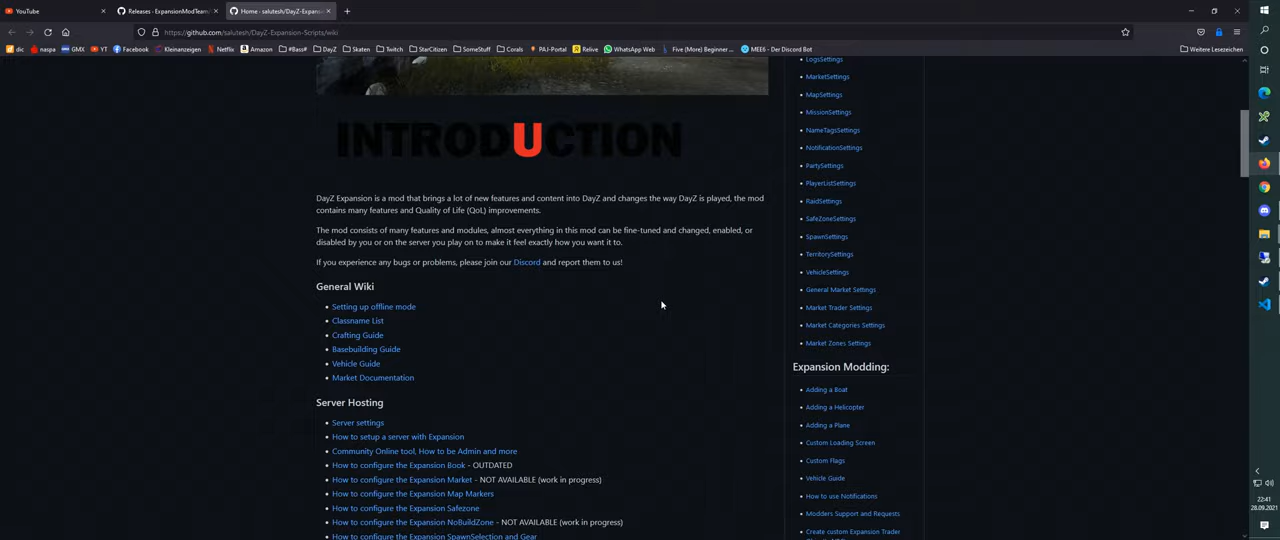 YouTube
Releases · ExpansionModTeam
Home · salutesh/DayZ-Expansi
https://github.com/salutesh/DayZ-Expansion-Scripts/wiki
dic naspa GMX YT Facebook Kleinanzeigen Netflix Amazon #Bass# DayZ Skaten Twitch StarCitizen SomeStuff Corals PAJ-Portal Relive WhatsApp Web Five (More) Beginner ... MEE6 - The Discord Bot Weitere Lesezeichen
INTRODUCTION
DayZ Expansion is a mod that brings a lot of new features and content into DayZ and changes the way DayZ is played, the mod
contains many features and Quality of Life (QoL) improvements.
The mod consists of many features and modules, almost everything in this mod can be fine-tuned and changed, enabled, or
disabled by you or on the server you play on to make it feel exactly how you want it to.
If you experience any bugs or problems, please join our Discord and report them to us!
General Wiki
Setting up offline mode
Classname List
Crafting Guide
Basebuilding Guide
Vehicle Guide
Market Documentation
Server Hosting
Server settings
How to setup a server with Expansion
Community Online tool, How to be Admin and more
How to configure the Expansion Book - OUTDATED
How to configure the Expansion Market - NOT AVAILABLE (work in progress)
How to configure the Expansion Map Markers
How to configure the Expansion Safezone
How to configure the Expansion NoBuildZone - NOT AVAILABLE (work in progress)
How to configure the Expansion SpawnSelection and Gear
LogsSettings
MarketSettings
MapSettings
MissionSettings
NameTagsSettings
NotificationSettings
PartySettings
PlayerListSettings
RaidSettings
SafeZoneSettings
SpawnSettings
TerritorySettings
VehicleSettings
General Market Settings
Market Trader Settings
Market Categories Settings
Market Zones Settings
Expansion Modding:
Adding a Boat
Adding a Helicopter
Adding a Plane
Custom Loading Screen
Custom Flags
Vehicle Guide
How to use Notifications
Modders Support and Requests
Create custom Expansion Trader
22:41
28.09.2021